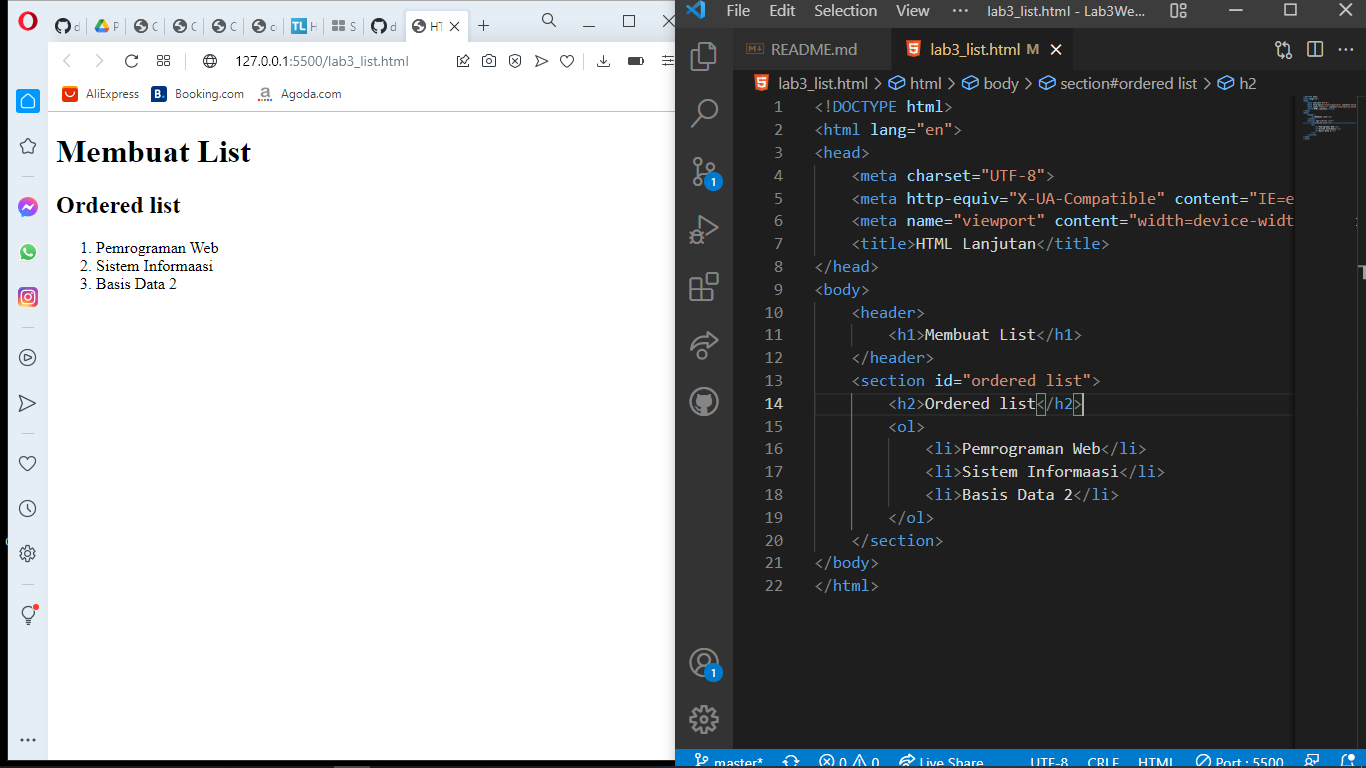 127.0.0.1:5500/lab3_list.html
AliExpress
B.
Booking.com
a
Agoda.com
Membuat List
Ordered list
1. Pemrograman Web
2. Sistem Informaasi
3. Basis Data 2
File Edit Selection View ··· lab3_list.html - Lab3We...
README.md
lab3_list.html M
lab3_list.html > html > body > section#ordered list > h2
1 <!DOCTYPE html>
2 <html lang="en">
3 <head>
4 <meta charset="UTF-8">
5 <meta http-equiv="X-UA-Compatible" content="IE=e
6 <meta name="viewport" content="width=device-widt
7 <title>HTML Lanjutan</title>
8 </head>
9 <body>
10 <header>
11 <h1>Membuat List</h1>
12 </header>
13 <section id="ordered list">
14 <h2>Ordered list</h2>
15 <ol>
16 <li>Pemrograman Web</li>
17 <li>Sistem Informaasi</li>
18 <li>Basis Data 2</li>
19 </ol>
20 </section>
21 </body>
22 </html>
1
1
master* 0 0 Live Share UTF-8 CRLF HTML Port : 5500